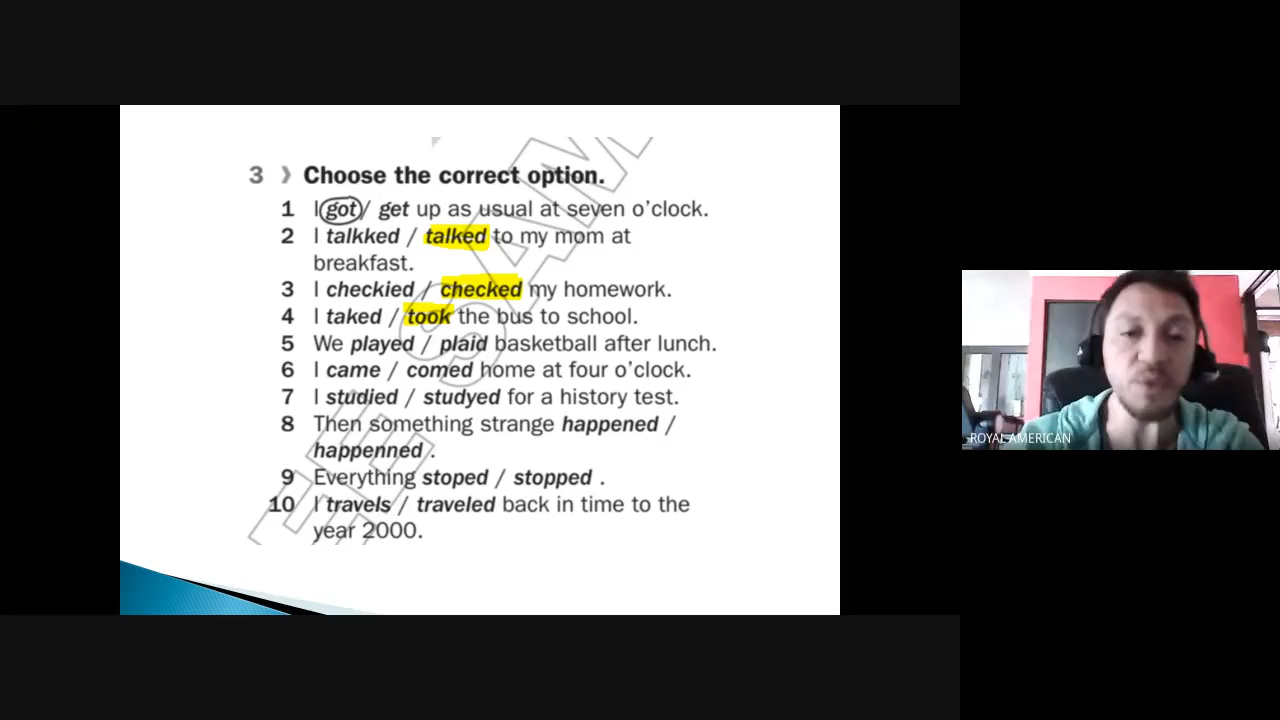 3 》 Choose the correct option.
1 I got / get up as usual at seven o'clock.
2 I talkked / talked to my mom at
breakfast.
3 I checkied / checked my homework.
4 I taked / took the bus to school.
5 We played / plaid basketball after lunch.
6 I came / comed home at four o'clock.
7 I studied / studyed for a history test.
8 Then something strange happened /
happenned .
9 Everything stoped / stopped .
10 I travels / traveled back in time to the
year 2000.
ROYAL AMERICAN